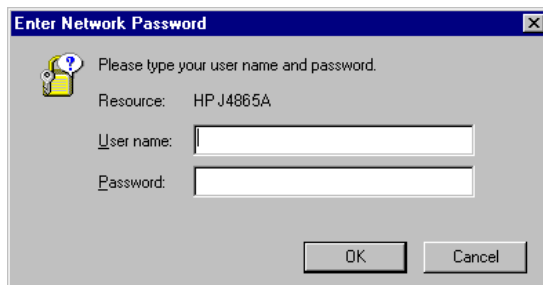 Enter Network Password
Please type your user name and password.
Resource: HP J4865A
User name:
Password:
OK Cancel